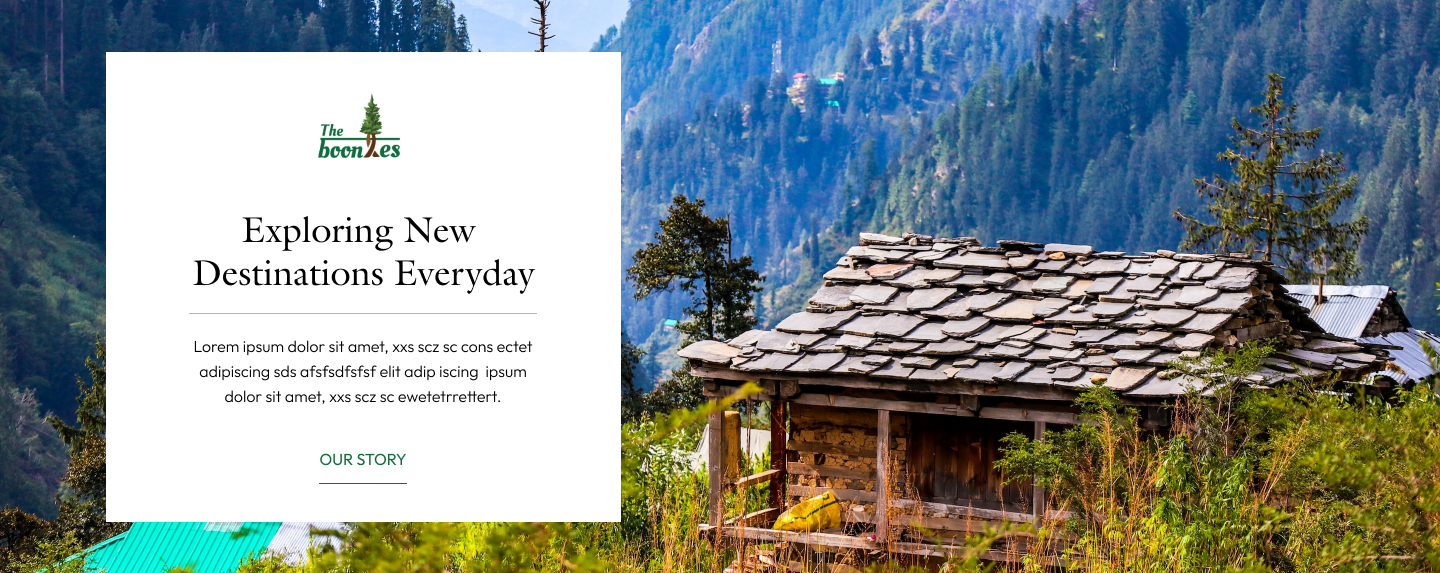 The
boonies
Exploring New
Destinations Everyday
Lorem ipsum dolor sit amet, xxs scz sc cons ectet
adipiscing sds afsfsdfsfsf elit adip iscing  ipsum
dolor sit amet, xxs scz sc ewetetrrettert.
OUR STORY